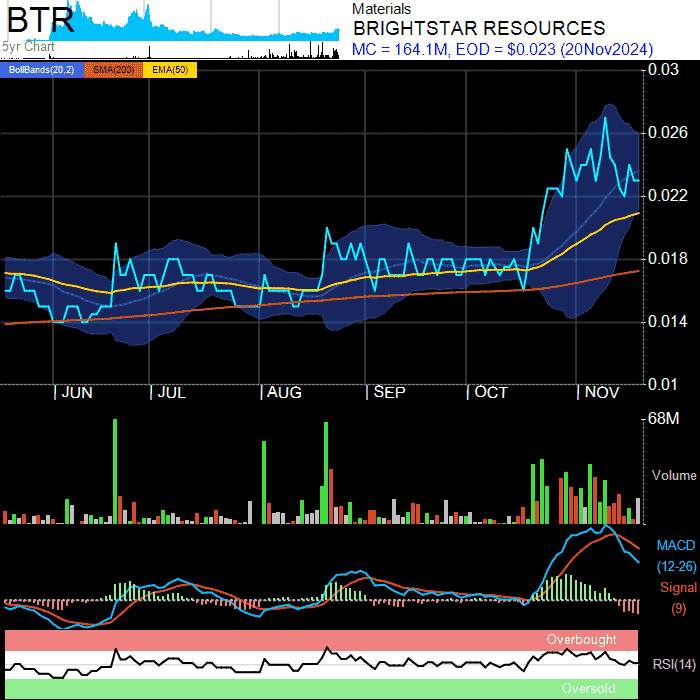 BTR
5yr Chart
Materials
BRIGHTSTAR RESOURCES
MC = 164.1M, EOD = $0.023 (20Nov2024)
BollBands(20,2) SMA(200) EMA(50)
0.03
0.026
0.022
0.018
0.014
0.01
JUN JUL AUG SEP OCT NOV
68M
Volume
MACD
(12-26)
Signal
(9)
Overbought
RSI(14)
Oversold